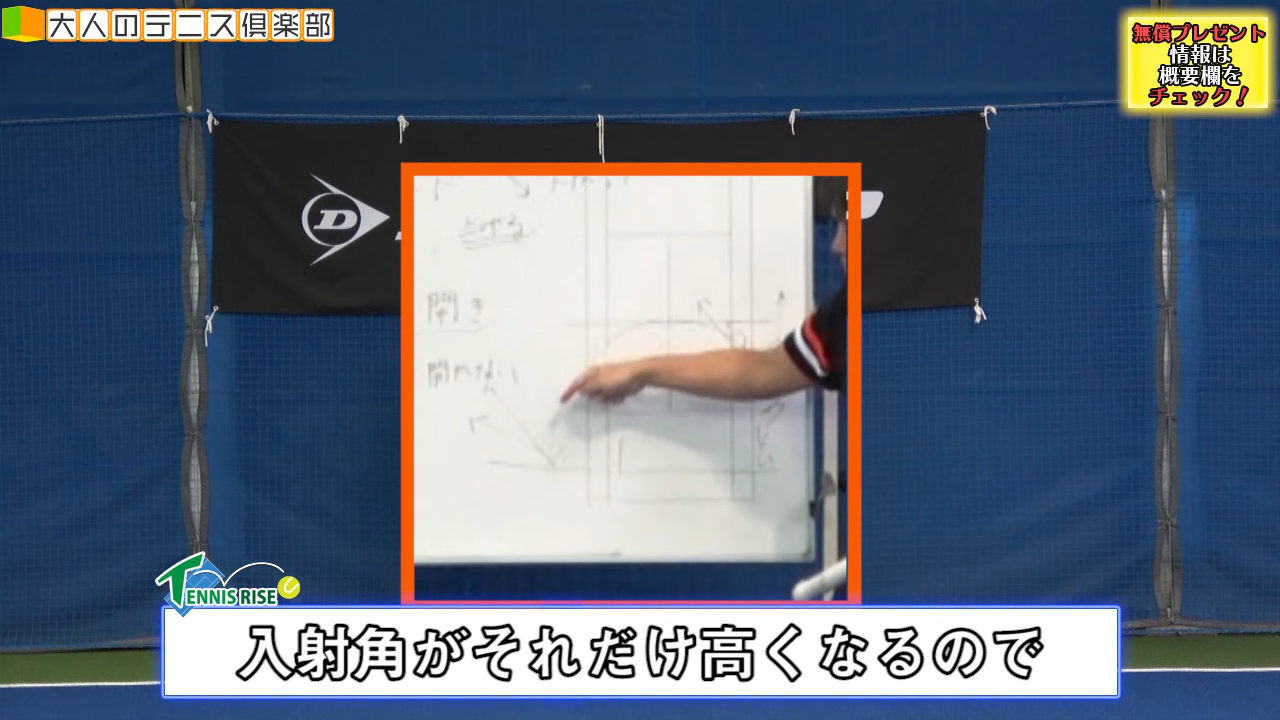 大人のテニス倶楽部
無償プレゼント
情報は
概要欄を
チェック！
D
開き
開かない
TENNIS RISE
入射角がそれだけ高くなるので